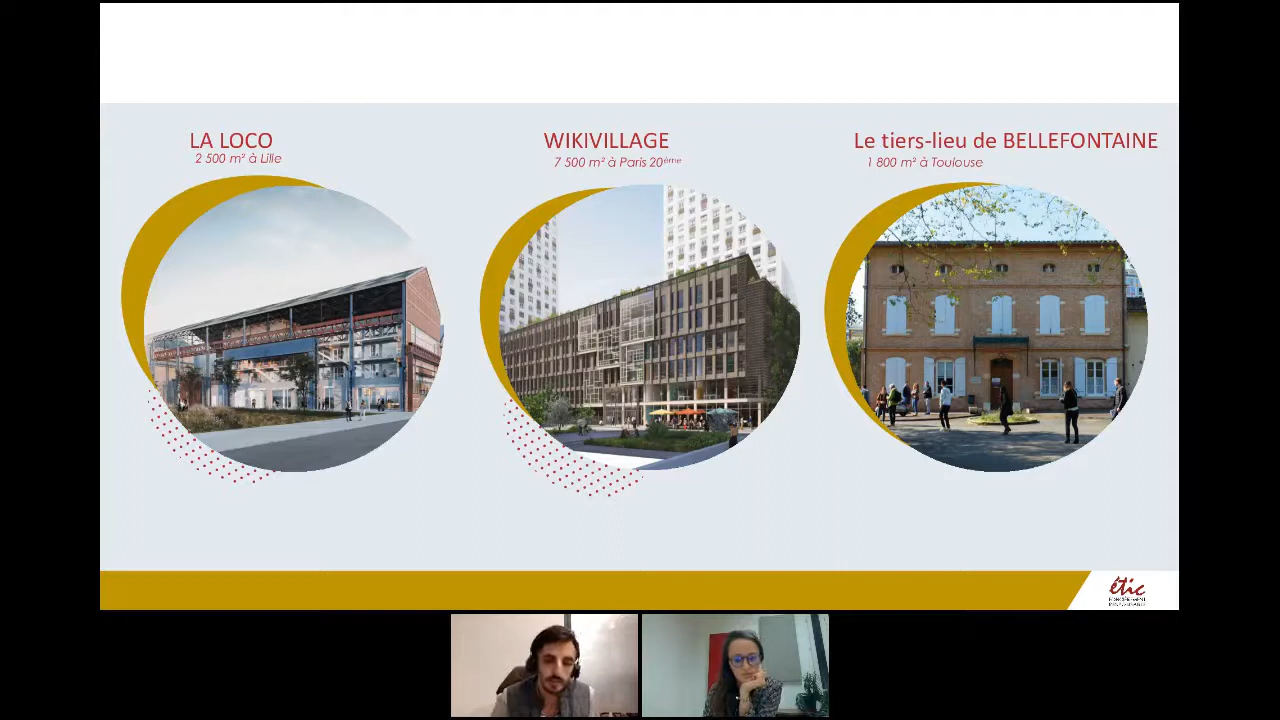 LA LOCO
2 500 m² à Lille
WIKIVILLAGE
7 500 m² à Paris 20ème
Le tiers-lieu de BELLEFONTAINE
1 800 m² à Toulouse
étic